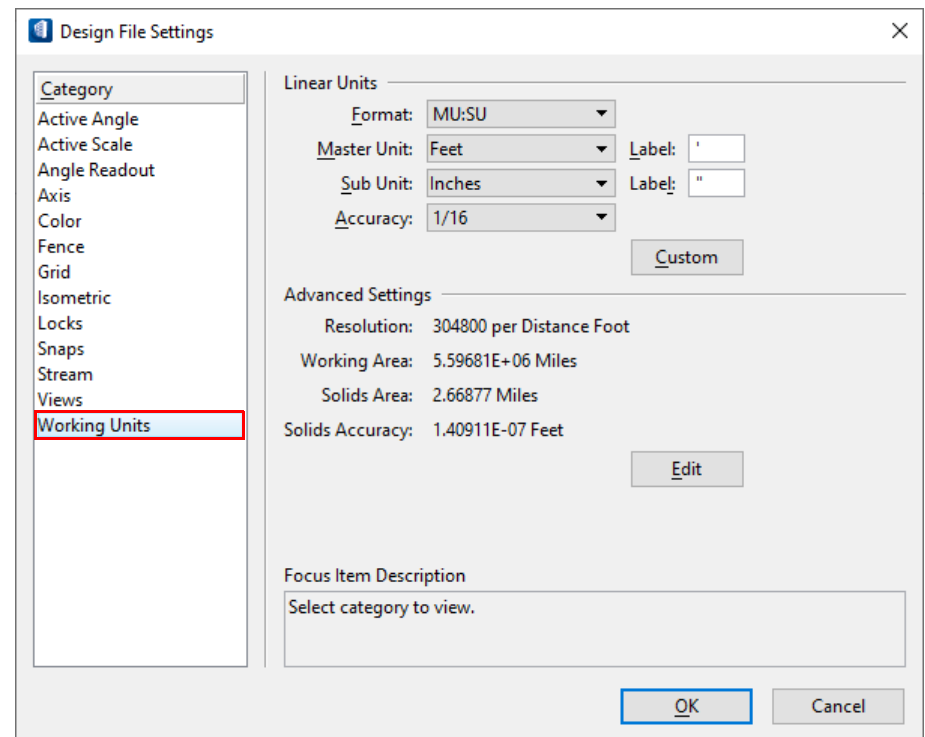 Design File Settings
Category
Active Angle
Active Scale
Angle Readout
Axis
Color
Fence
Grid
Isometric
Locks
Snaps
Stream
Views
Working Units
Linear Units
Format: MU:SU
Master Unit: Feet Label: '
Sub Unit: Inches Label: "
Accuracy: 1/16
Custom
Advanced Settings
Resolution: 304800 per Distance Foot
Working Area: 5.59681E+06 Miles
Solids Area: 2.66877 Miles
Solids Accuracy: 1.40911E-07 Feet
Edit
Focus Item Description
Select category to view.
OK Cancel